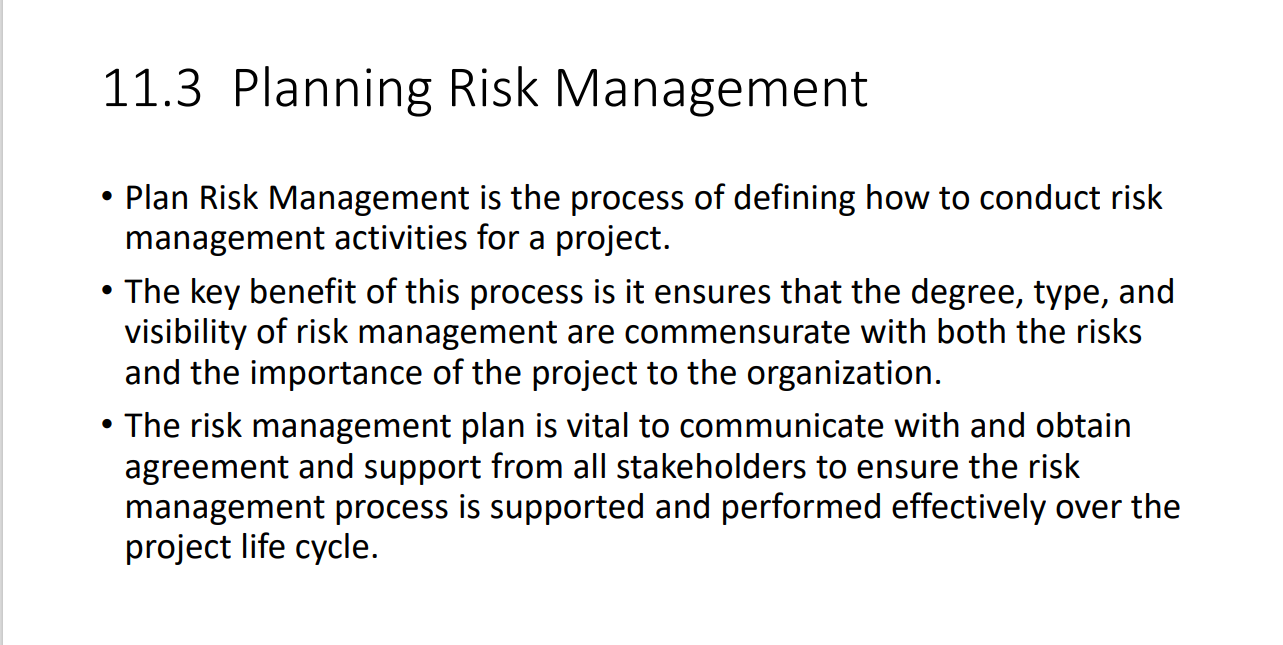 11.3 Planning Risk Management
• Plan Risk Management is the process of defining how to conduct risk
management activities for a project.
• The key benefit of this process is it ensures that the degree, type, and
visibility of risk management are commensurate with both the risks
and the importance of the project to the organization.
• The risk management plan is vital to communicate with and obtain
agreement and support from all stakeholders to ensure the risk
management process is supported and performed effectively over the
project life cycle.